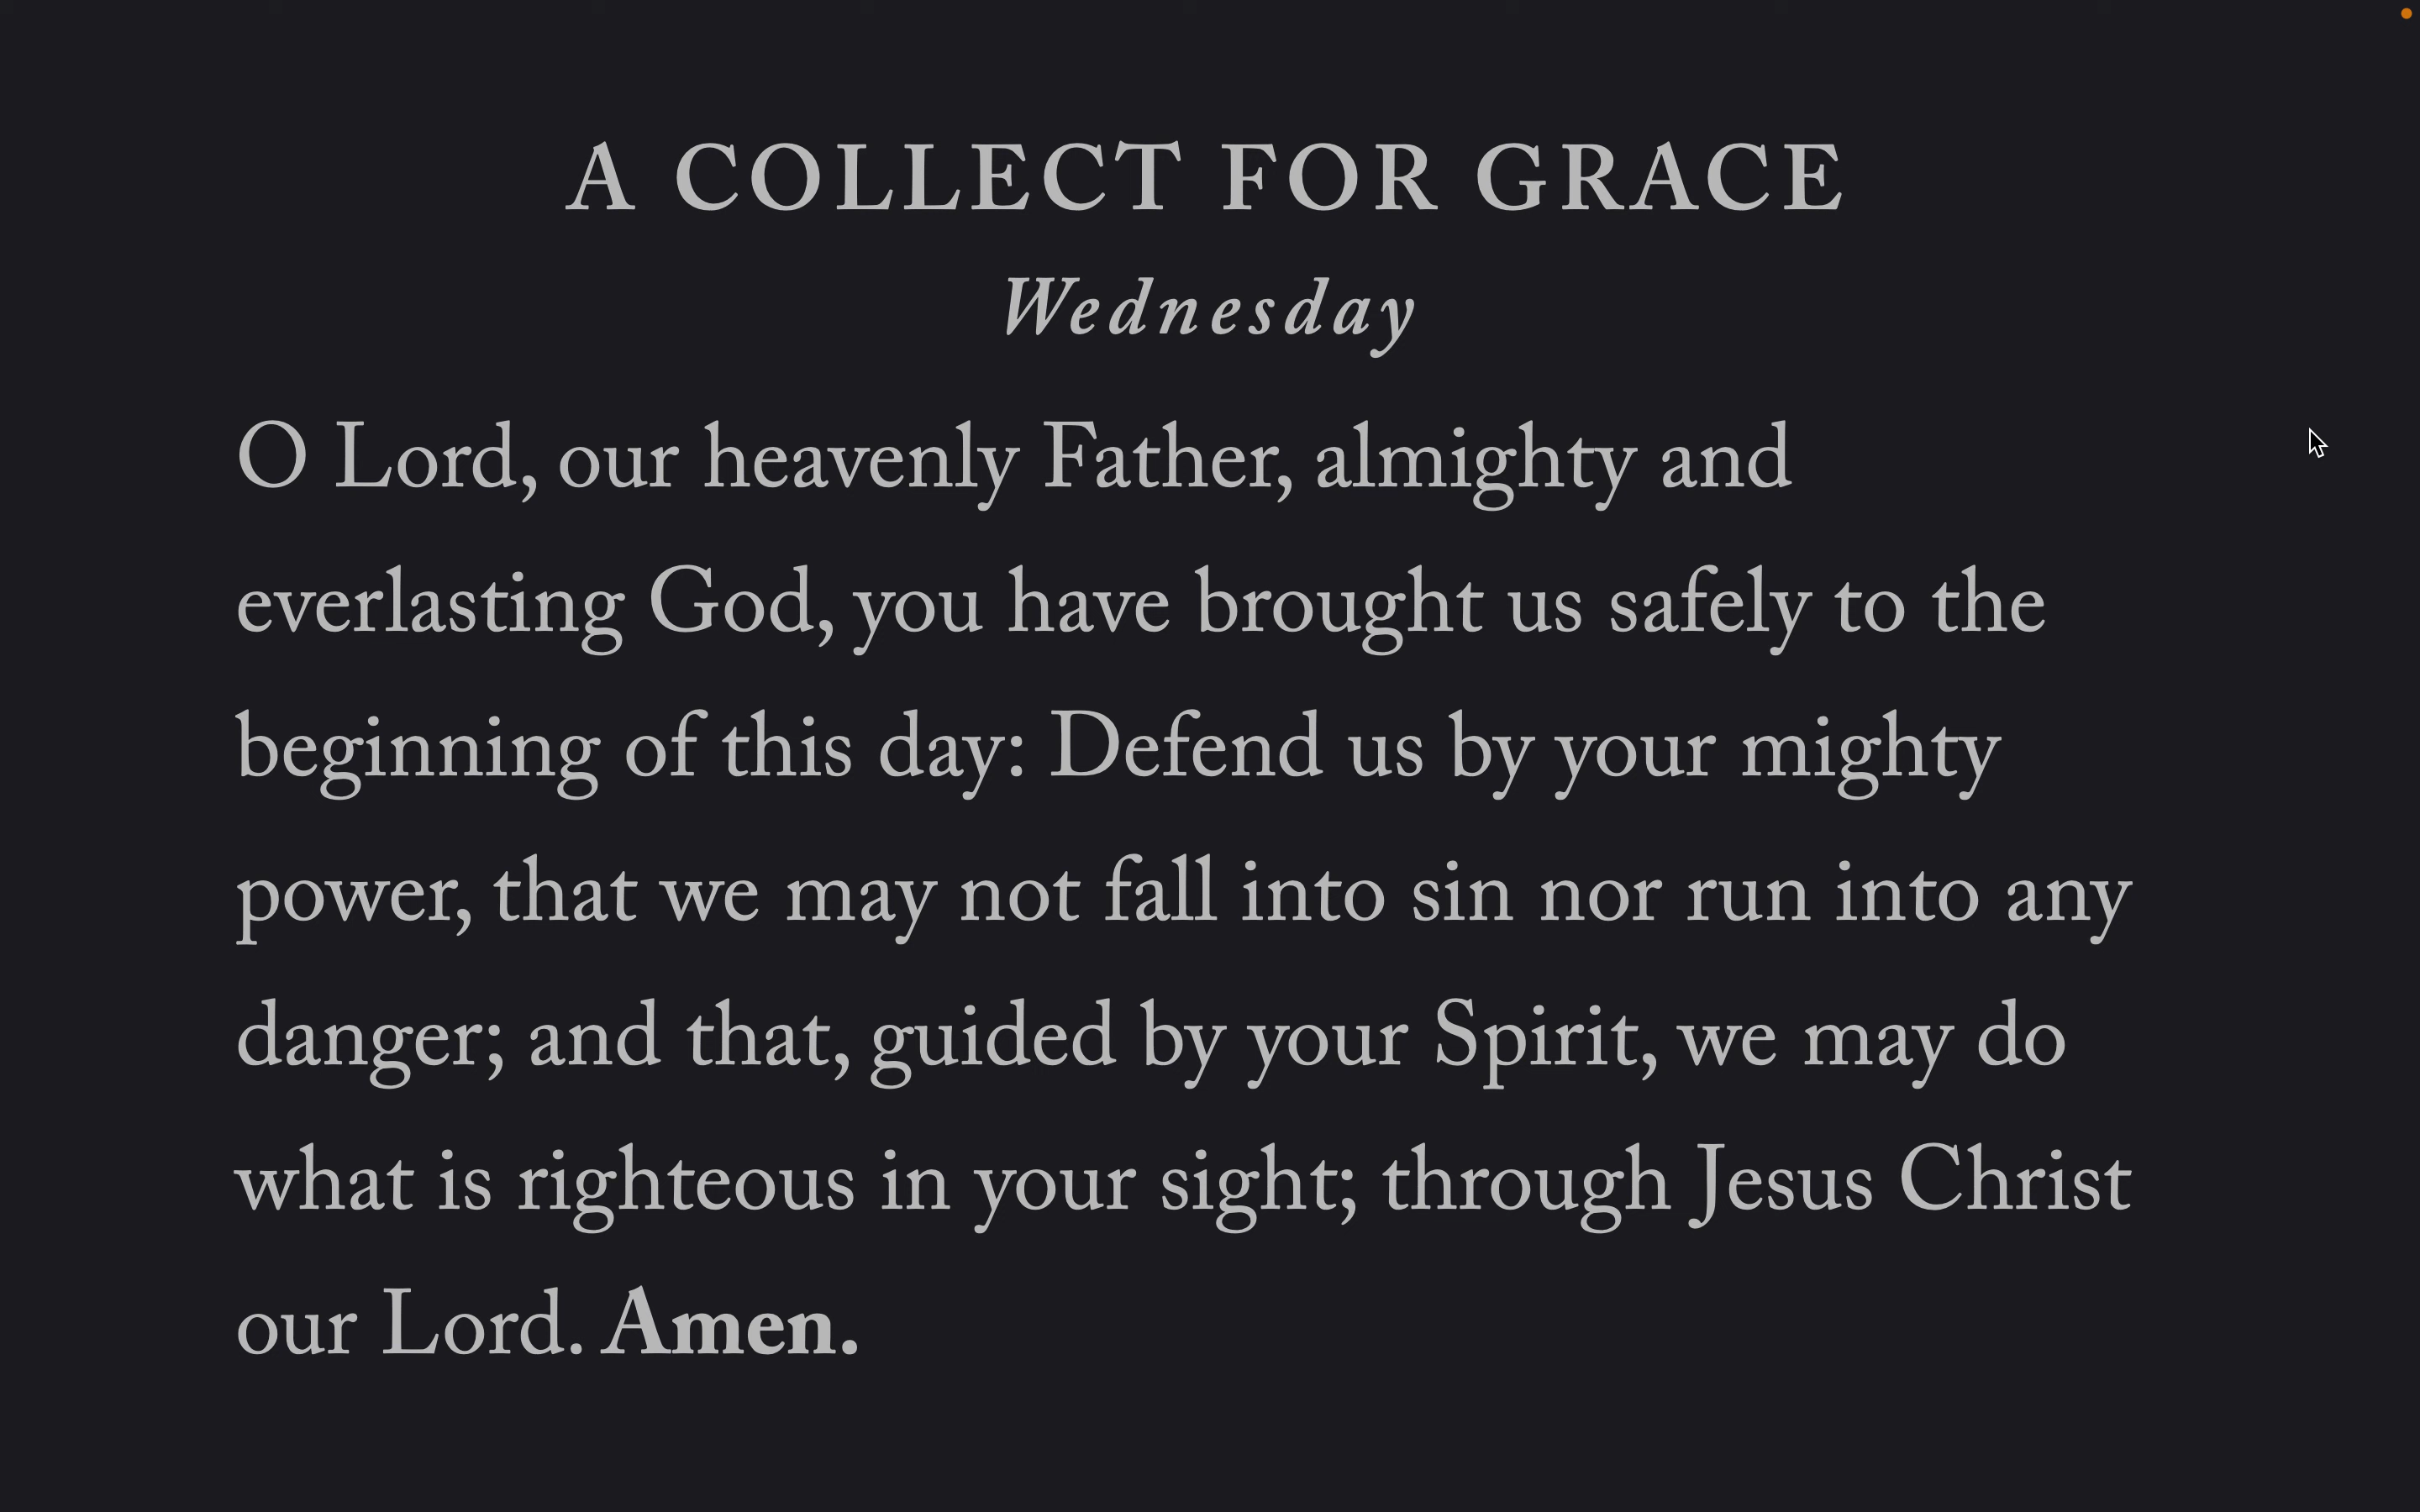 A COLLECT FOR GRACE
Wednesday
O Lord, our heavenly Father, almighty and
everlasting God, you have brought us safely to the
beginning of this day: Defend us by your mighty
power, that we may not fall into sin nor run into any
danger; and that, guided by your Spirit, we may do
what is righteous in your sight; through Jesus Christ
our Lord. Amen.